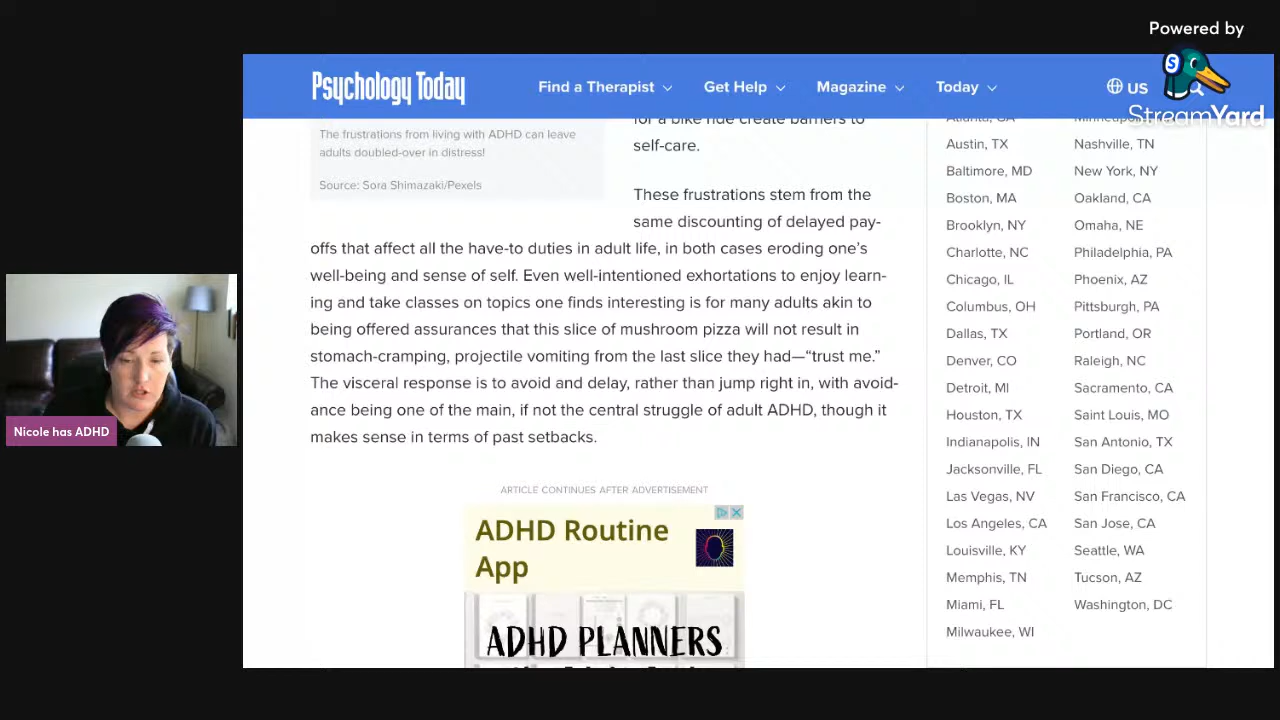 Powered by
StreamYard
Psychology Today
Find a Therapist
Get Help
Magazine
Today
US
The frustrations from living with ADHD can leave
adults doubled-over in distress!
Source: Sora Shimazaki/Pexels
for a bike ride create barriers to
self-care.
These frustrations stem from the
same discounting of delayed pay-
offs that affect all the have-to duties in adult life, in both cases eroding one’s
well-being and sense of self. Even well-intentioned exhortations to enjoy learn-
ing and take classes on topics one finds interesting is for many adults akin to
being offered assurances that this slice of mushroom pizza will not result in
stomach-cramping, projectile vomiting from the last slice they had—“trust me.”
The visceral response is to avoid and delay, rather than jump right in, with avoid-
ance being one of the main, if not the central struggle of adult ADHD, though it
makes sense in terms of past setbacks.
ARTICLE CONTINUES AFTER ADVERTISEMENT
ADHD Routine
App
ADHD PLANNERS
Atlanta, GA
Austin, TX
Baltimore, MD
Boston, MA
Brooklyn, NY
Charlotte, NC
Chicago, IL
Columbus, OH
Dallas, TX
Denver, CO
Detroit, MI
Houston, TX
Indianapolis, IN
Jacksonville, FL
Las Vegas, NV
Los Angeles, CA
Louisville, KY
Memphis, TN
Miami, FL
Milwaukee, WI
Nashville, TN
New York, NY
Oakland, CA
Omaha, NE
Philadelphia, PA
Phoenix, AZ
Pittsburgh, PA
Portland, OR
Raleigh, NC
Sacramento, CA
Saint Louis, MO
San Antonio, TX
San Diego, CA
San Francisco, CA
San Jose, CA
Seattle, WA
Tucson, AZ
Washington, DC
Nicole has ADHD